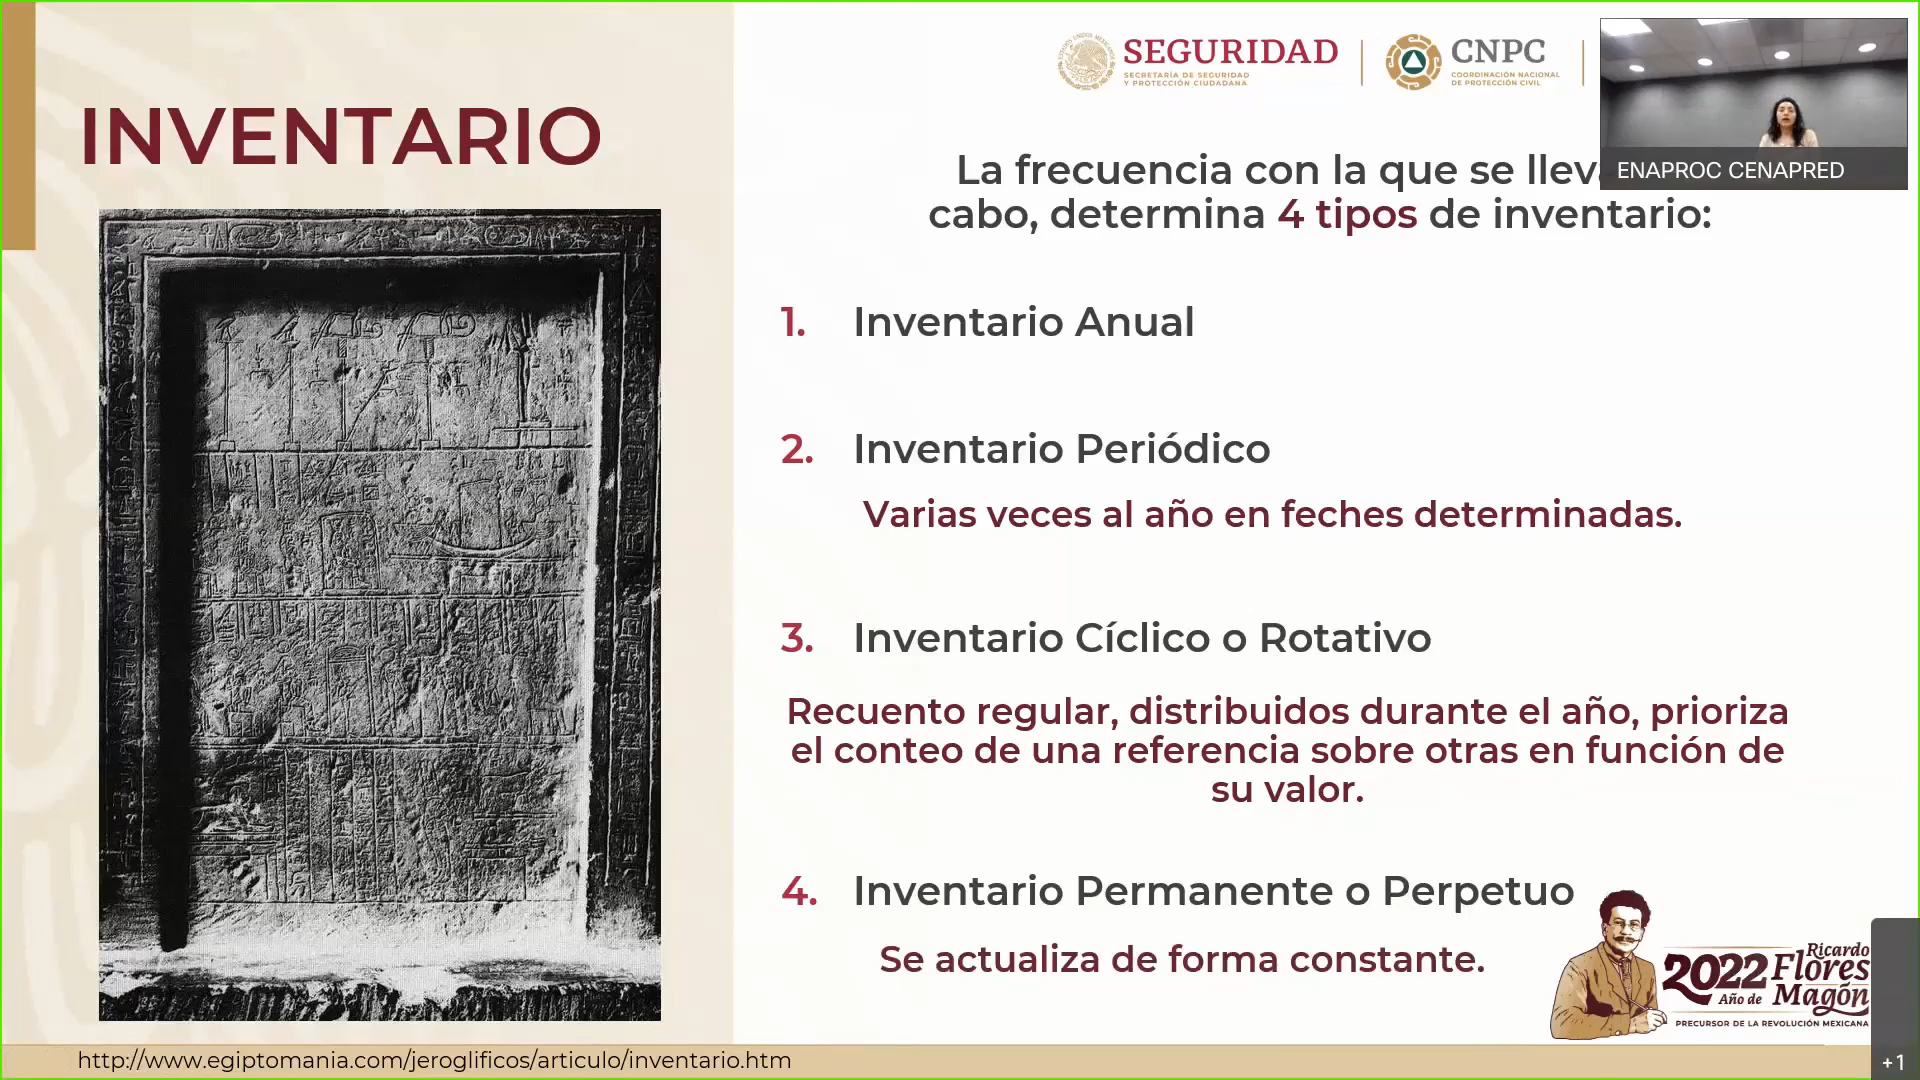 INVENTARIO
SEGURIDAD
SECRETARÍA DE SEGURIDAD
Y PROTECCIÓN CIUDADANA
CNPC
COORDINACIÓN NACIONAL
DE PROTECCIÓN CIVIL
ENAPROC CENAPRED
La frecuencia con la que se
cabo, determina 4 tipos de inventario:
1. Inventario Anual
2. Inventario Periódico
Varias veces al año en feches determinadas.
3. Inventario Cíclico o Rotativo
Recuento regular, distribuidos durante el año, prioriza
el conteo de una referencia sobre otras en función de
su valor.
4. Inventario Permanente o Perpetuo
Se actualiza de forma constante.
2022
Año de
Ricardo
Flores
Magón
PRECURSOR DE LA REVOLUCIÓN MEXICANA
http://www.egiptomania.com/jeroglificos/articulo/inventario.htm
+1